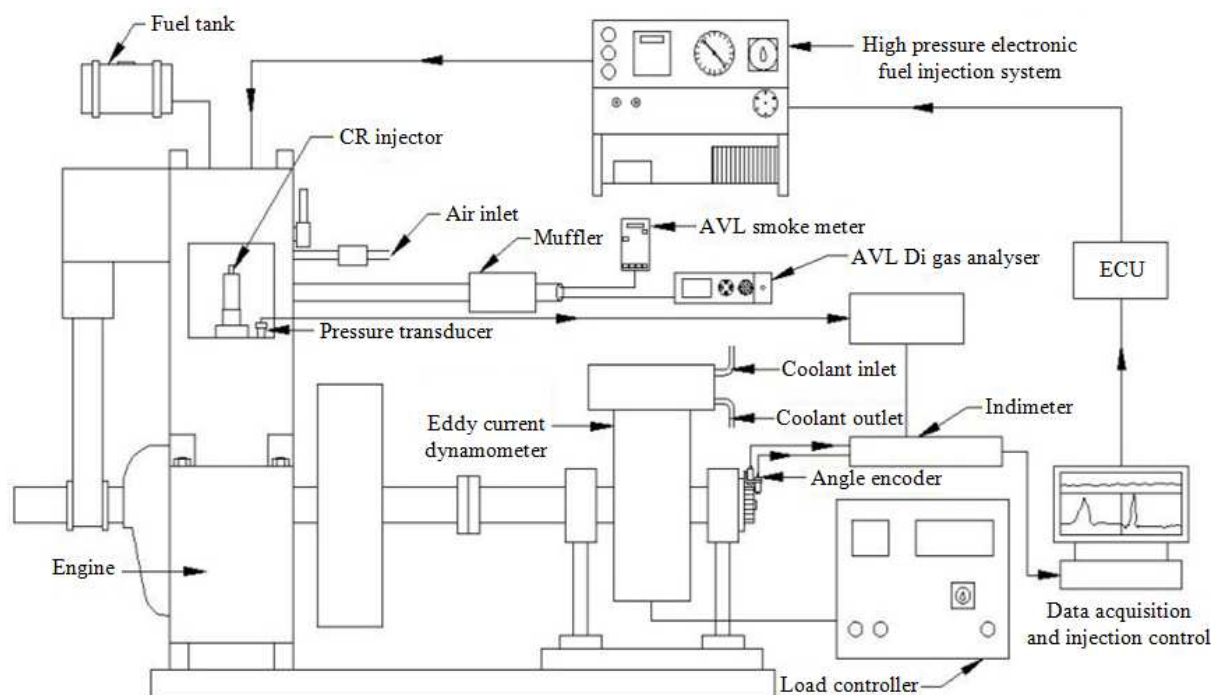 Fuel tank
High pressure electronic
fuel injection system
CR injector
Air inlet
AVL smoke meter
Muffler
AVL Di gas analyser
ECU
Pressure transducer
Coolant inlet
Coolant outlet
Indimeter
Eddy current
dynamometer
Angle encoder
Engine
Data acquisition
and injection control
Load controller